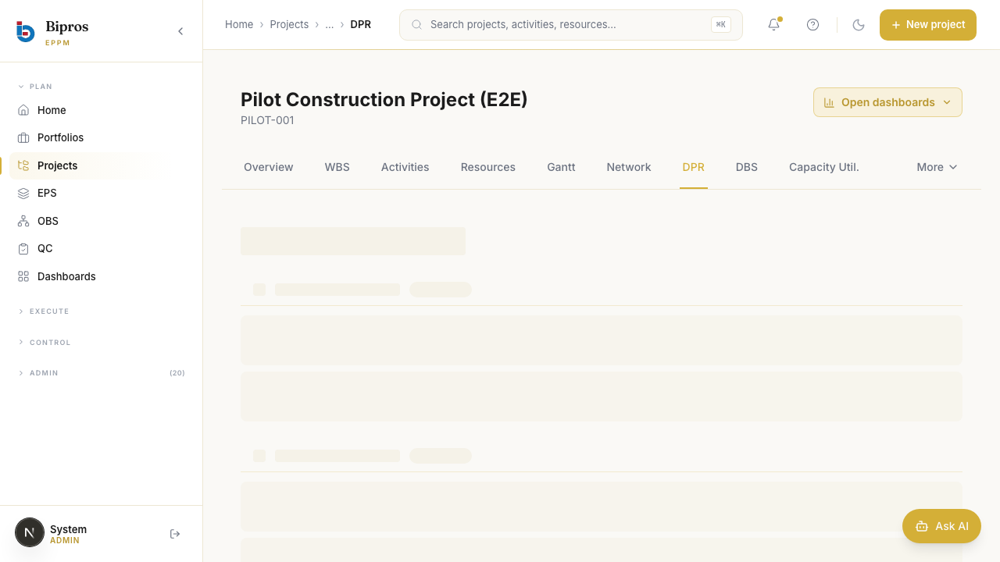 Bipros
EPPM
PLAN
Home
Portfolios
Projects
EPS
OBS
QC
Dashboards
EXECUTE
CONTROL
ADMIN (20)
System
ADMIN
Home › Projects › ... › DPR
Search projects, activities, resources...
⌘K
New project
Pilot Construction Project (E2E)
PILOT-001
Open dashboards
Overview WBS Activities Resources Gantt Network DPR DBS Capacity Util. More
Ask AI